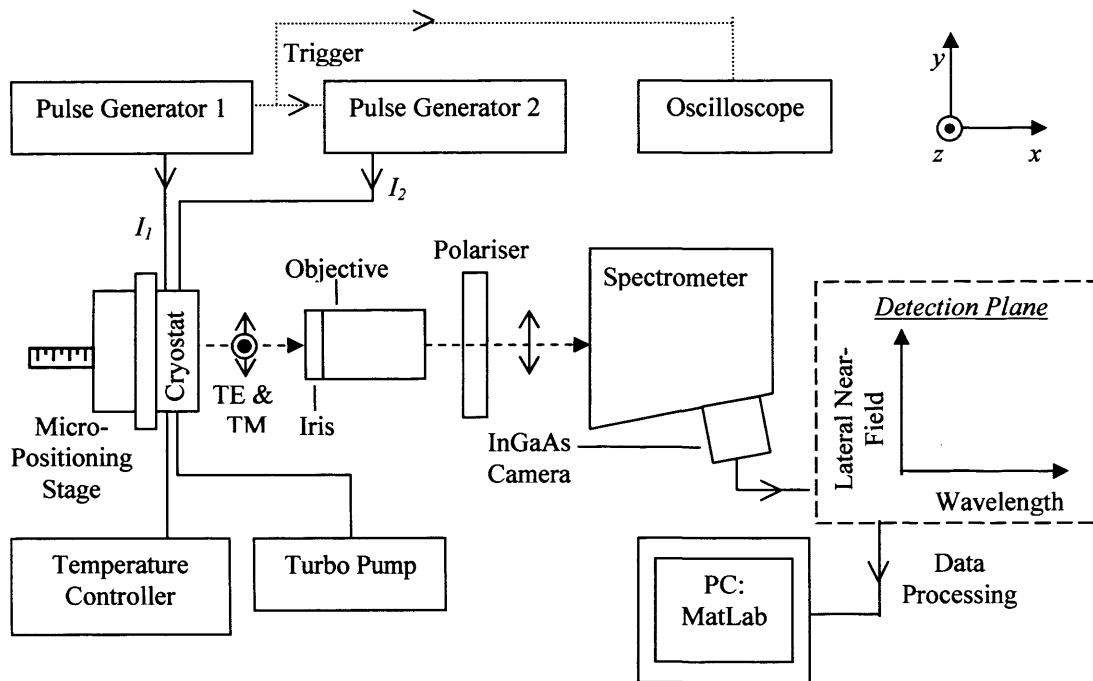 Trigger
Pulse Generator 1
Pulse Generator 2
Oscilloscope
y
z
x
I1
I2
Cryostat
TE &
TM
Objective
Iris
Polariser
Spectrometer
InGaAs
Camera
Detection Plane
Lateral Near-
Field
Wavelength
Micro-
Positioning
Stage
Temperature
Controller
Turbo Pump
PC:
MatLab
Data
Processing